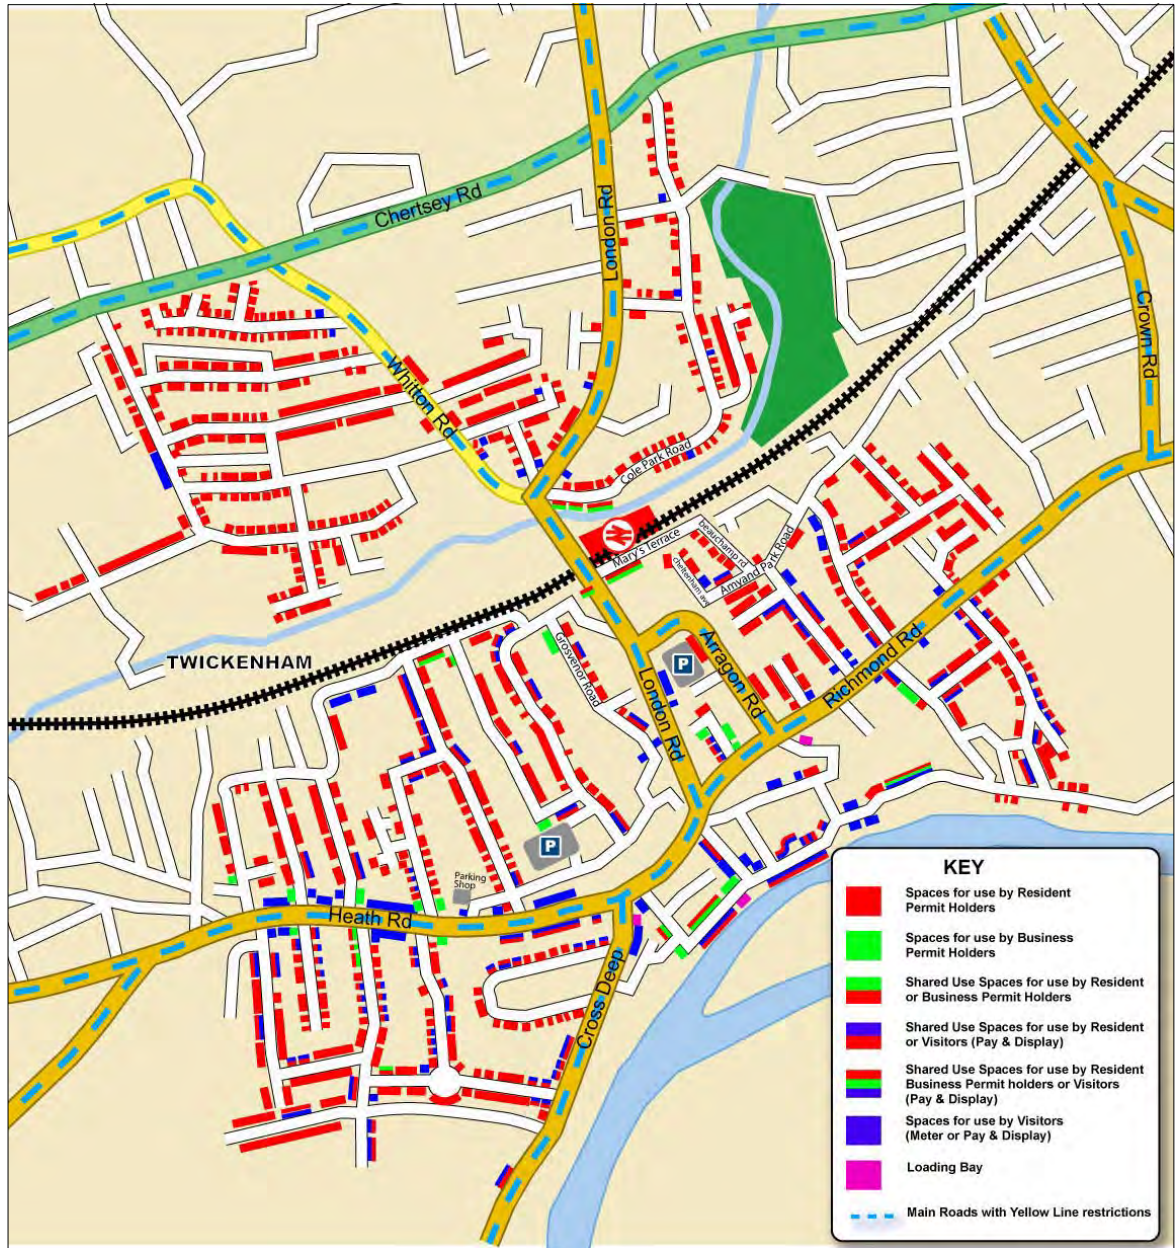 Chertsey Rd
London Rd
Crown Rd
Whitton Rd
Cole Park Road
Mary's Terrace
beauchamp rd
cheltenham ave
Amyand Park Road
TWICKENHAM
Grosvenor Road
P
Arragon Rd
Richmond Rd
London Rd
P
Parking
Shop
Heath Rd
Cross Deep
KEY
Spaces for use by Resident
Permit Holders
Spaces for use by Business
Permit Holders
Shared Use Spaces for use by Resident
or Business Permit Holders
Shared Use Spaces for use by Resident
or Visitors (Pay & Display)
Shared Use Spaces for use by Resident
Business Permit holders or Visitors
(Pay & Display)
Spaces for use by Visitors
(Meter or Pay & Display)
Loading Bay
Main Roads with Yellow Line restrictions